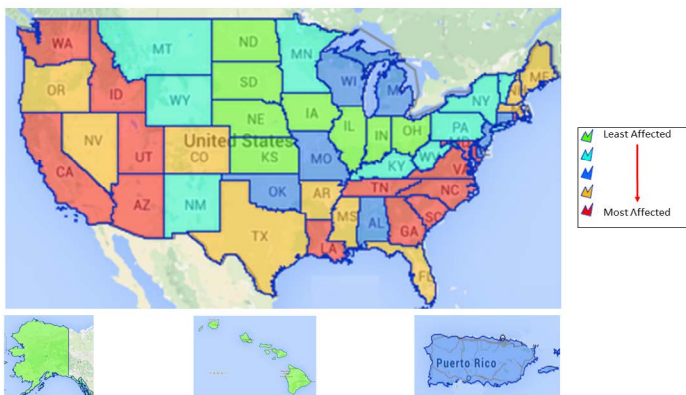 WA
MT
ND
MN
OR
ID
SD
WI
WY
NE
IA
NY
NV
UT
United States
CO
KS
IL
IN
OH
PA
CA
MO
WV
KY
VA
AZ
NM
OK
AR
TN
NC
TX
MS
AL
GA
SC
LA
FL
Least Affected
Most Affected
Puerto Rico